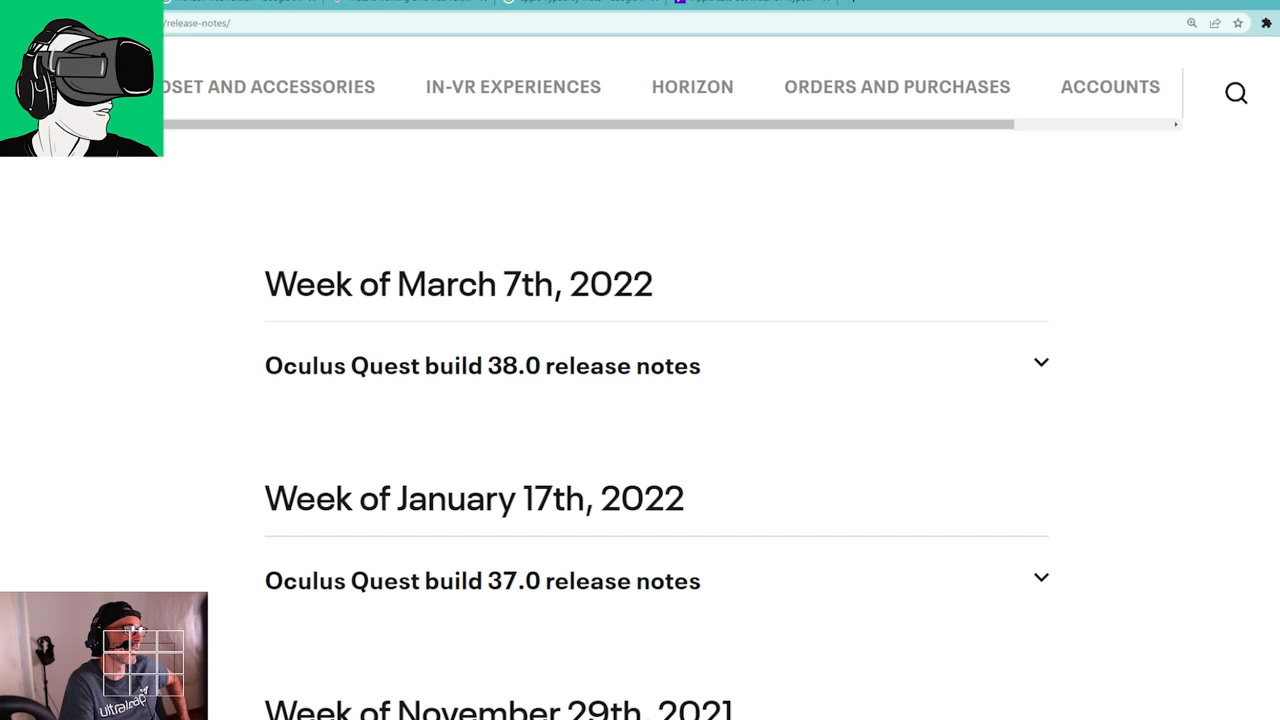 /release-notes/
DSET AND ACCESSORIES
IN-VR EXPERIENCES
HORIZON
ORDERS AND PURCHASES
ACCOUNTS
Week of March 7th, 2022
Oculus Quest build 38.0 release notes
Week of January 17th, 2022
Oculus Quest build 37.0 release notes
Week of November 29th, 2021
ultraleap